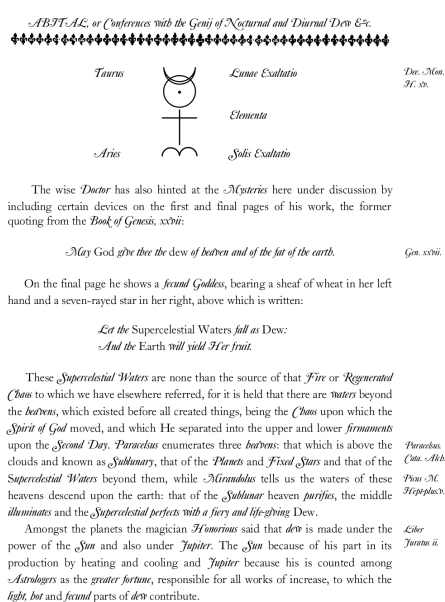 ABITAL, or Conferences with the Genij of Nocturnal and Diurnal Dew &c.
Taurus Lunae Exaltatio
Dee. Mon.
H. xv.
Elementa
Aries Solis Exaltatio
The wise Doctor has also hinted at the Mysteries here under discussion by
including certain devices on the first and final pages of his work, the former
quoting from the Book of Genesis, xxvii:
May God give thee the dew of heaven and of the fat of the earth.
Gen. xxvii.
On the final page he shows a fecund Goddess, bearing a sheaf of wheat in her left
hand and a seven-rayed star in her right, above which is written:
Let the Supercelestial Waters fall as Dew:
And the Earth will yield Her fruit.
These Supercelestial Waters are none than the source of that Fire or Regenerated
Chaos to which we have elsewhere referred, for it is held that there are waters beyond
the heavens, which existed before all created things, being the Chaos upon which the
Spirit of God moved, and which He separated into the upper and lower firmaments
upon the Second Day. Paracelsus enumerates three heavens: that which is above the
Paracelsus.
clouds and known as Sublunary, that of the Planets and Fixed Stars and that of the
Cata. Alch.
Supercelestial Waters beyond them, while Mirandolus tells us the waters of these
Picus M.
heavens descend upon the earth: that of the Sublunar heaven purifies, the middle
Heptplus.v.
illuminates and the Supercelestial perfects with a fiery and life-giving Dew.
Amongst the planets the magician Honorious said that dew is made under the
Liber
power of the Sun and also under Jupiter. The Sun because of his part in its
Juratus ii.
production by heating and cooling and Jupiter because his is counted among
Astrologers as the greater fortune, responsible for all works of increase, to which the
light, hot and fecund parts of dew contribute.